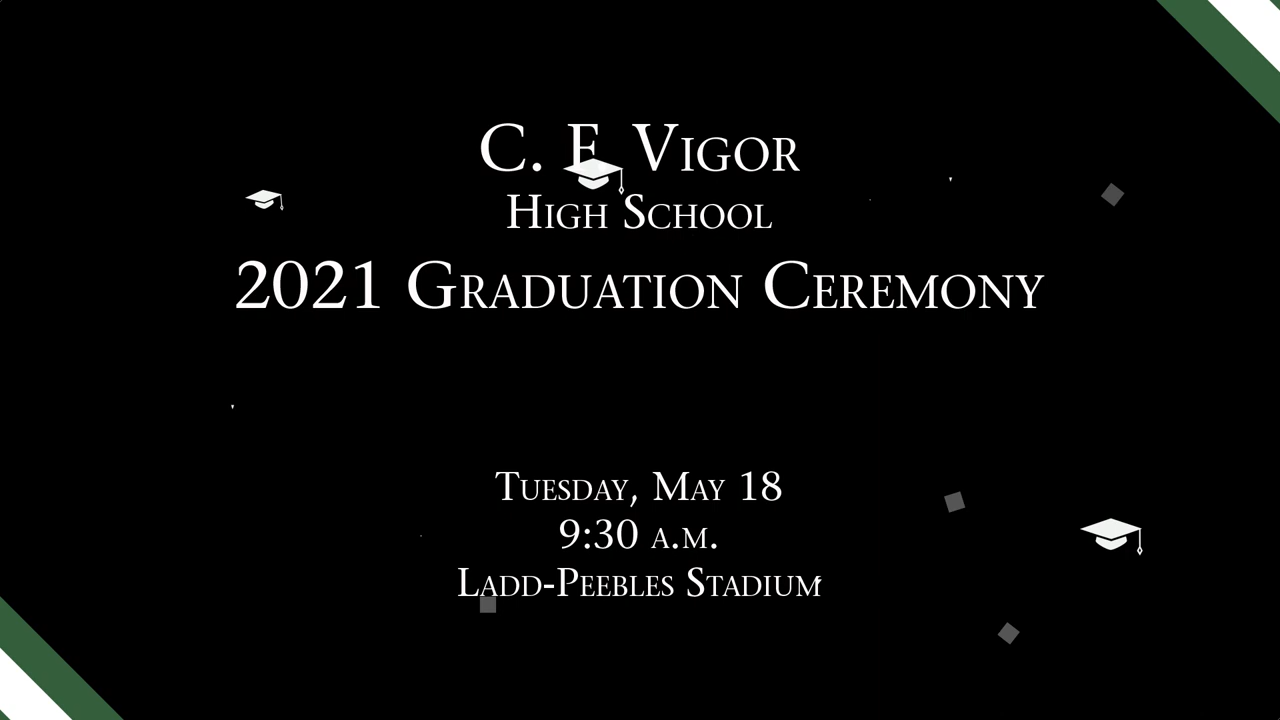 C. F. Vigor
High School
2021 Graduation Ceremony
Tuesday, May 18
9:30 a.m.
Ladd-Peebles Stadium